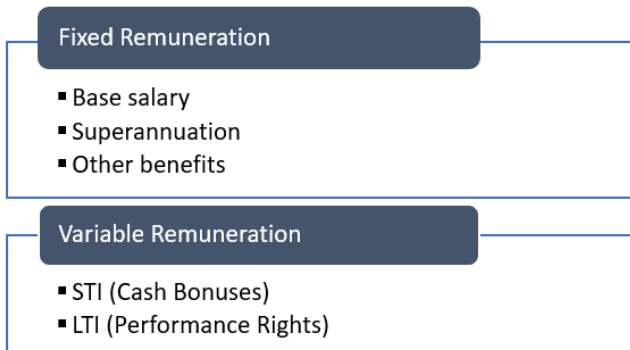 Fixed Remuneration
▪ Base salary
▪ Superannuation
▪ Other benefits
Variable Remuneration
▪ STI (Cash Bonuses)
▪ LTI (Performance Rights)